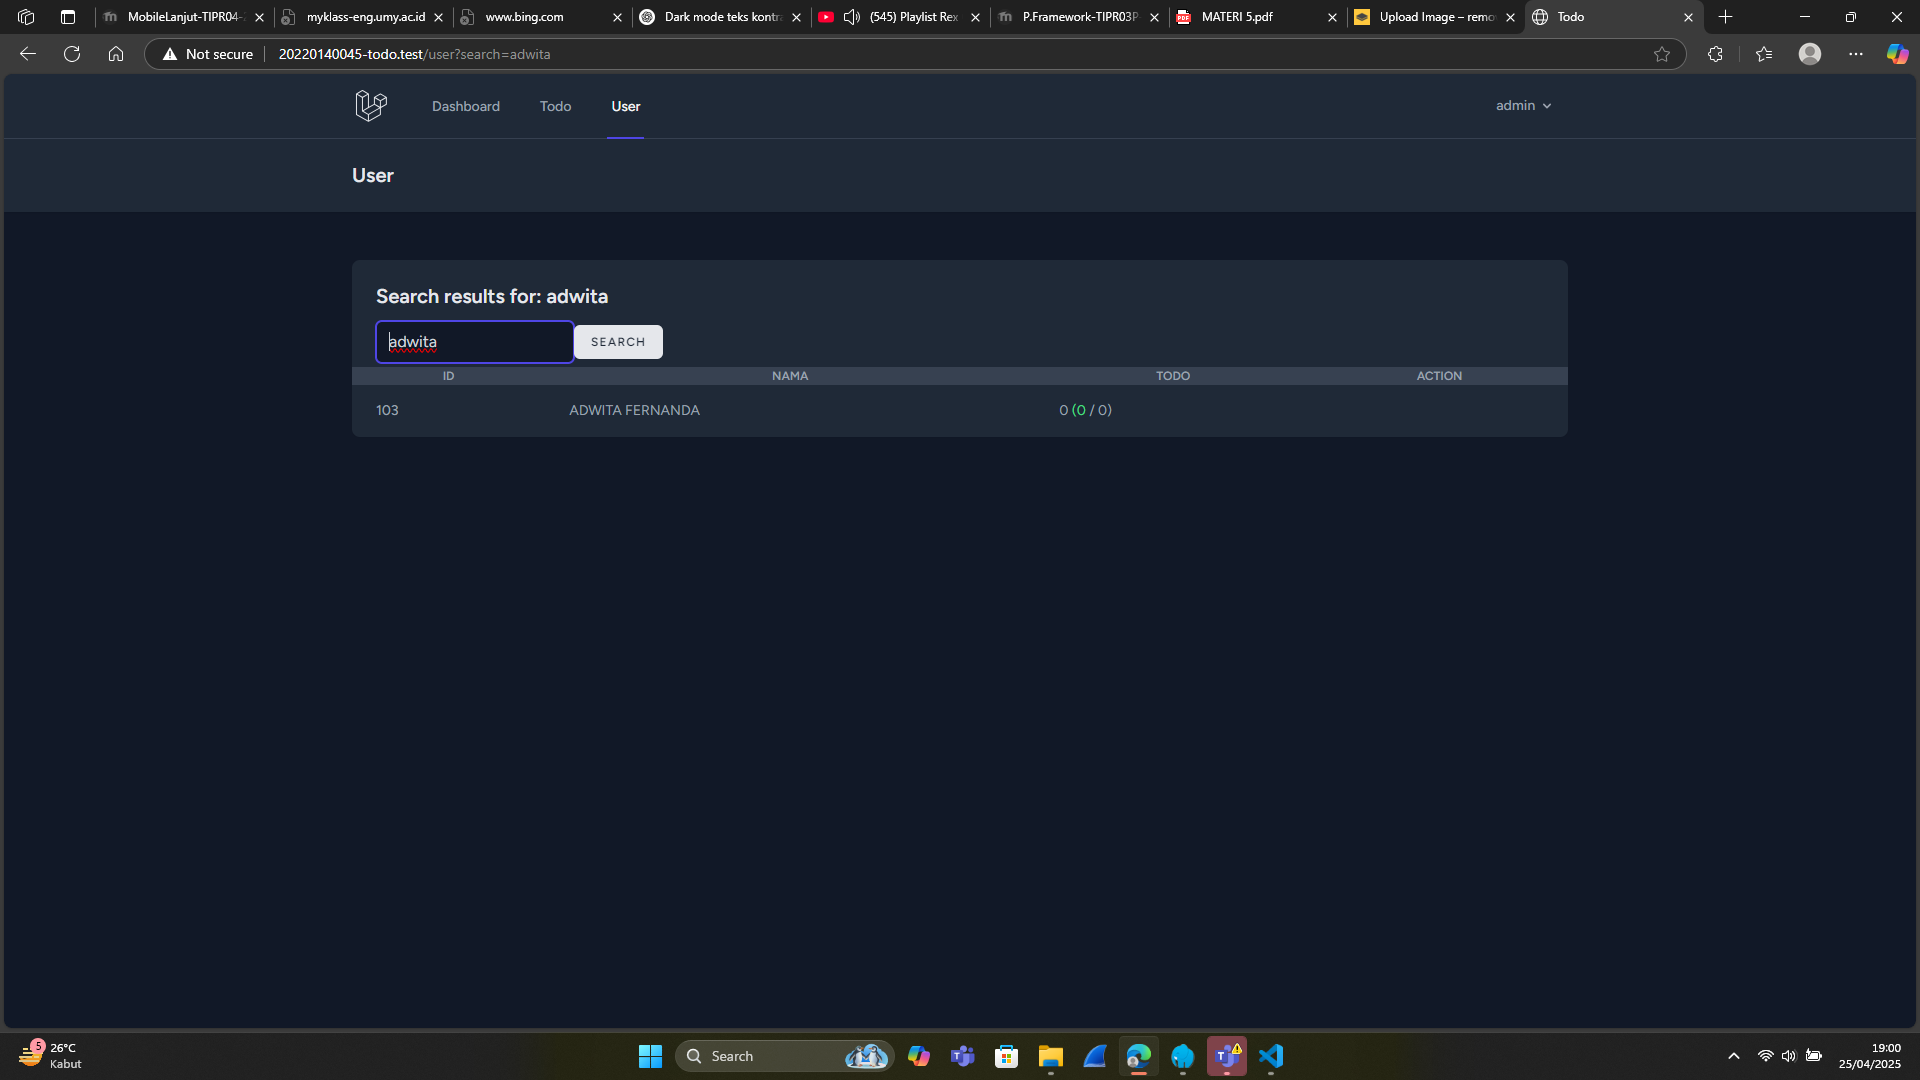 MobileLanjut-TIPR04-2
myklass-eng.umy.ac.id
www.bing.com
Dark mode teks kontra
(545) Playlist Rex
P.Framework-TIPR03P-
PDF
MATERI 5.pdf
Upload Image – remo
Todo
Not secure
20220140045-todo.test/user?search=adwita
Dashboard
Todo
User
admin
User
Search results for: adwita
adwita
SEARCH
ID
NAMA
TODO
ACTION
103
ADWITA FERNANDA
0 (0 / 0)
5
26°C
Kabut
Search
19:00
25/04/2025